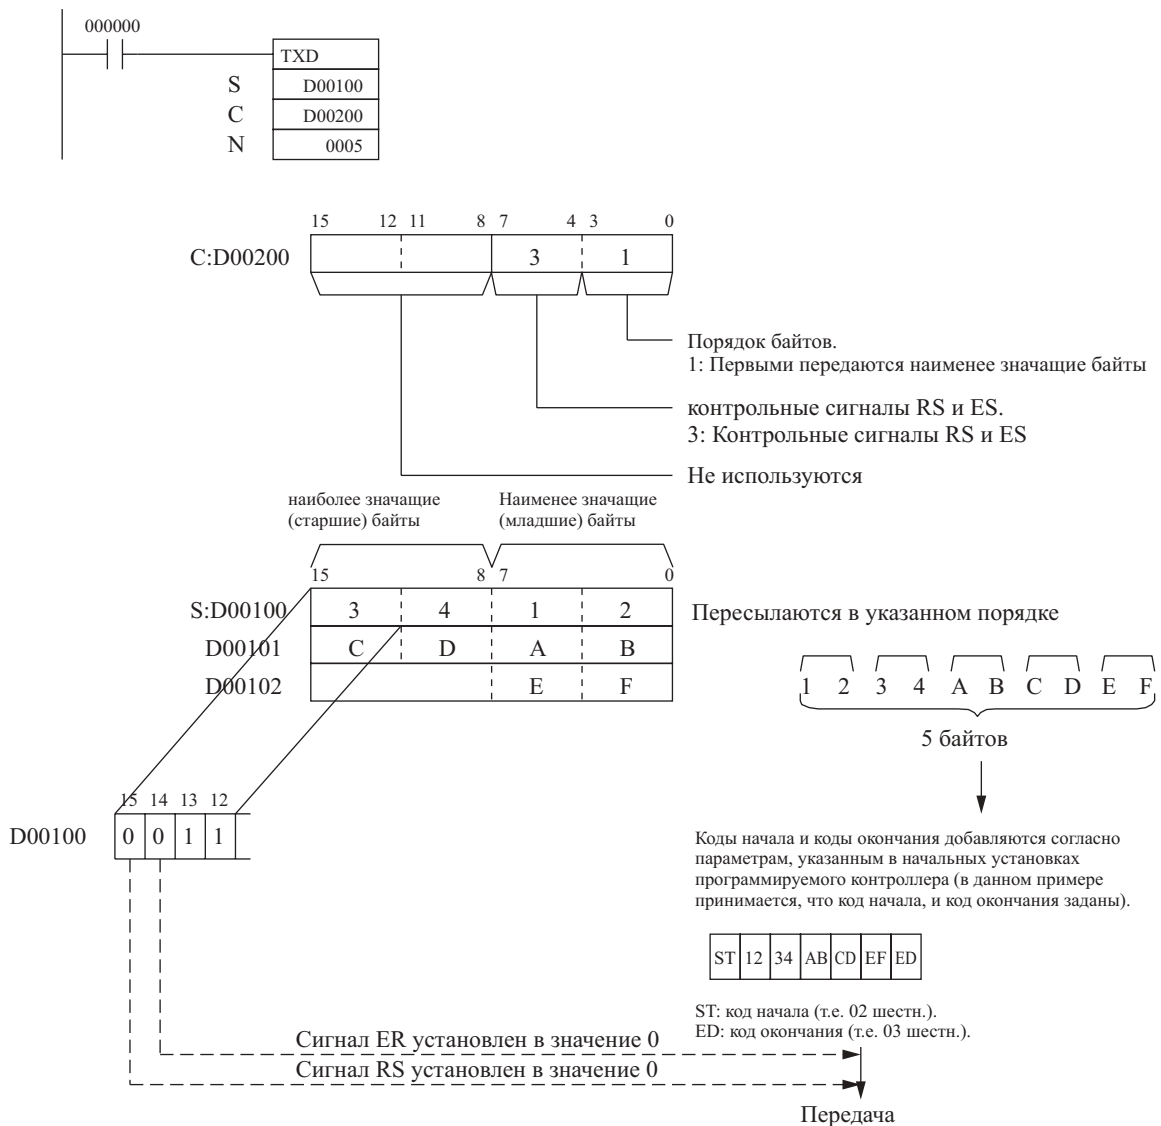 000000
TXD
S D00100
C D00200
N 0005
15 12 11 8 7 4 3 0
C:D00200 3 1
Порядок байтов.
1: Первыми передаются наименее значащие байты
контрольные сигналы RS и ES.
3: Контрольные сигналы RS и ES
Не используются
наиболее значащие
(старшие) байты
Наименее значащие
(младшие) байты
15 8 7 0
S:D00100 3 4 1 2
D00101 C D A B
D00102 E F
Пересылаются в указанном порядке
1 2 3 4 A B C D E F
5 байтов
15 14 13 12
D00100 0 0 1 1
Коды начала и коды окончания добавляются согласно
параметрам, указанным в начальных установках
программируемого контроллера (в данном примере
принимается, что код начала, и код окончания заданы).
ST 12 34 AB CD EF ED
ST: код начала (т.е. 02 шестн.).
ED: код окончания (т.е. 03 шестн.).
Сигнал ER установлен в значение 0
Сигнал RS установлен в значение 0
Передача